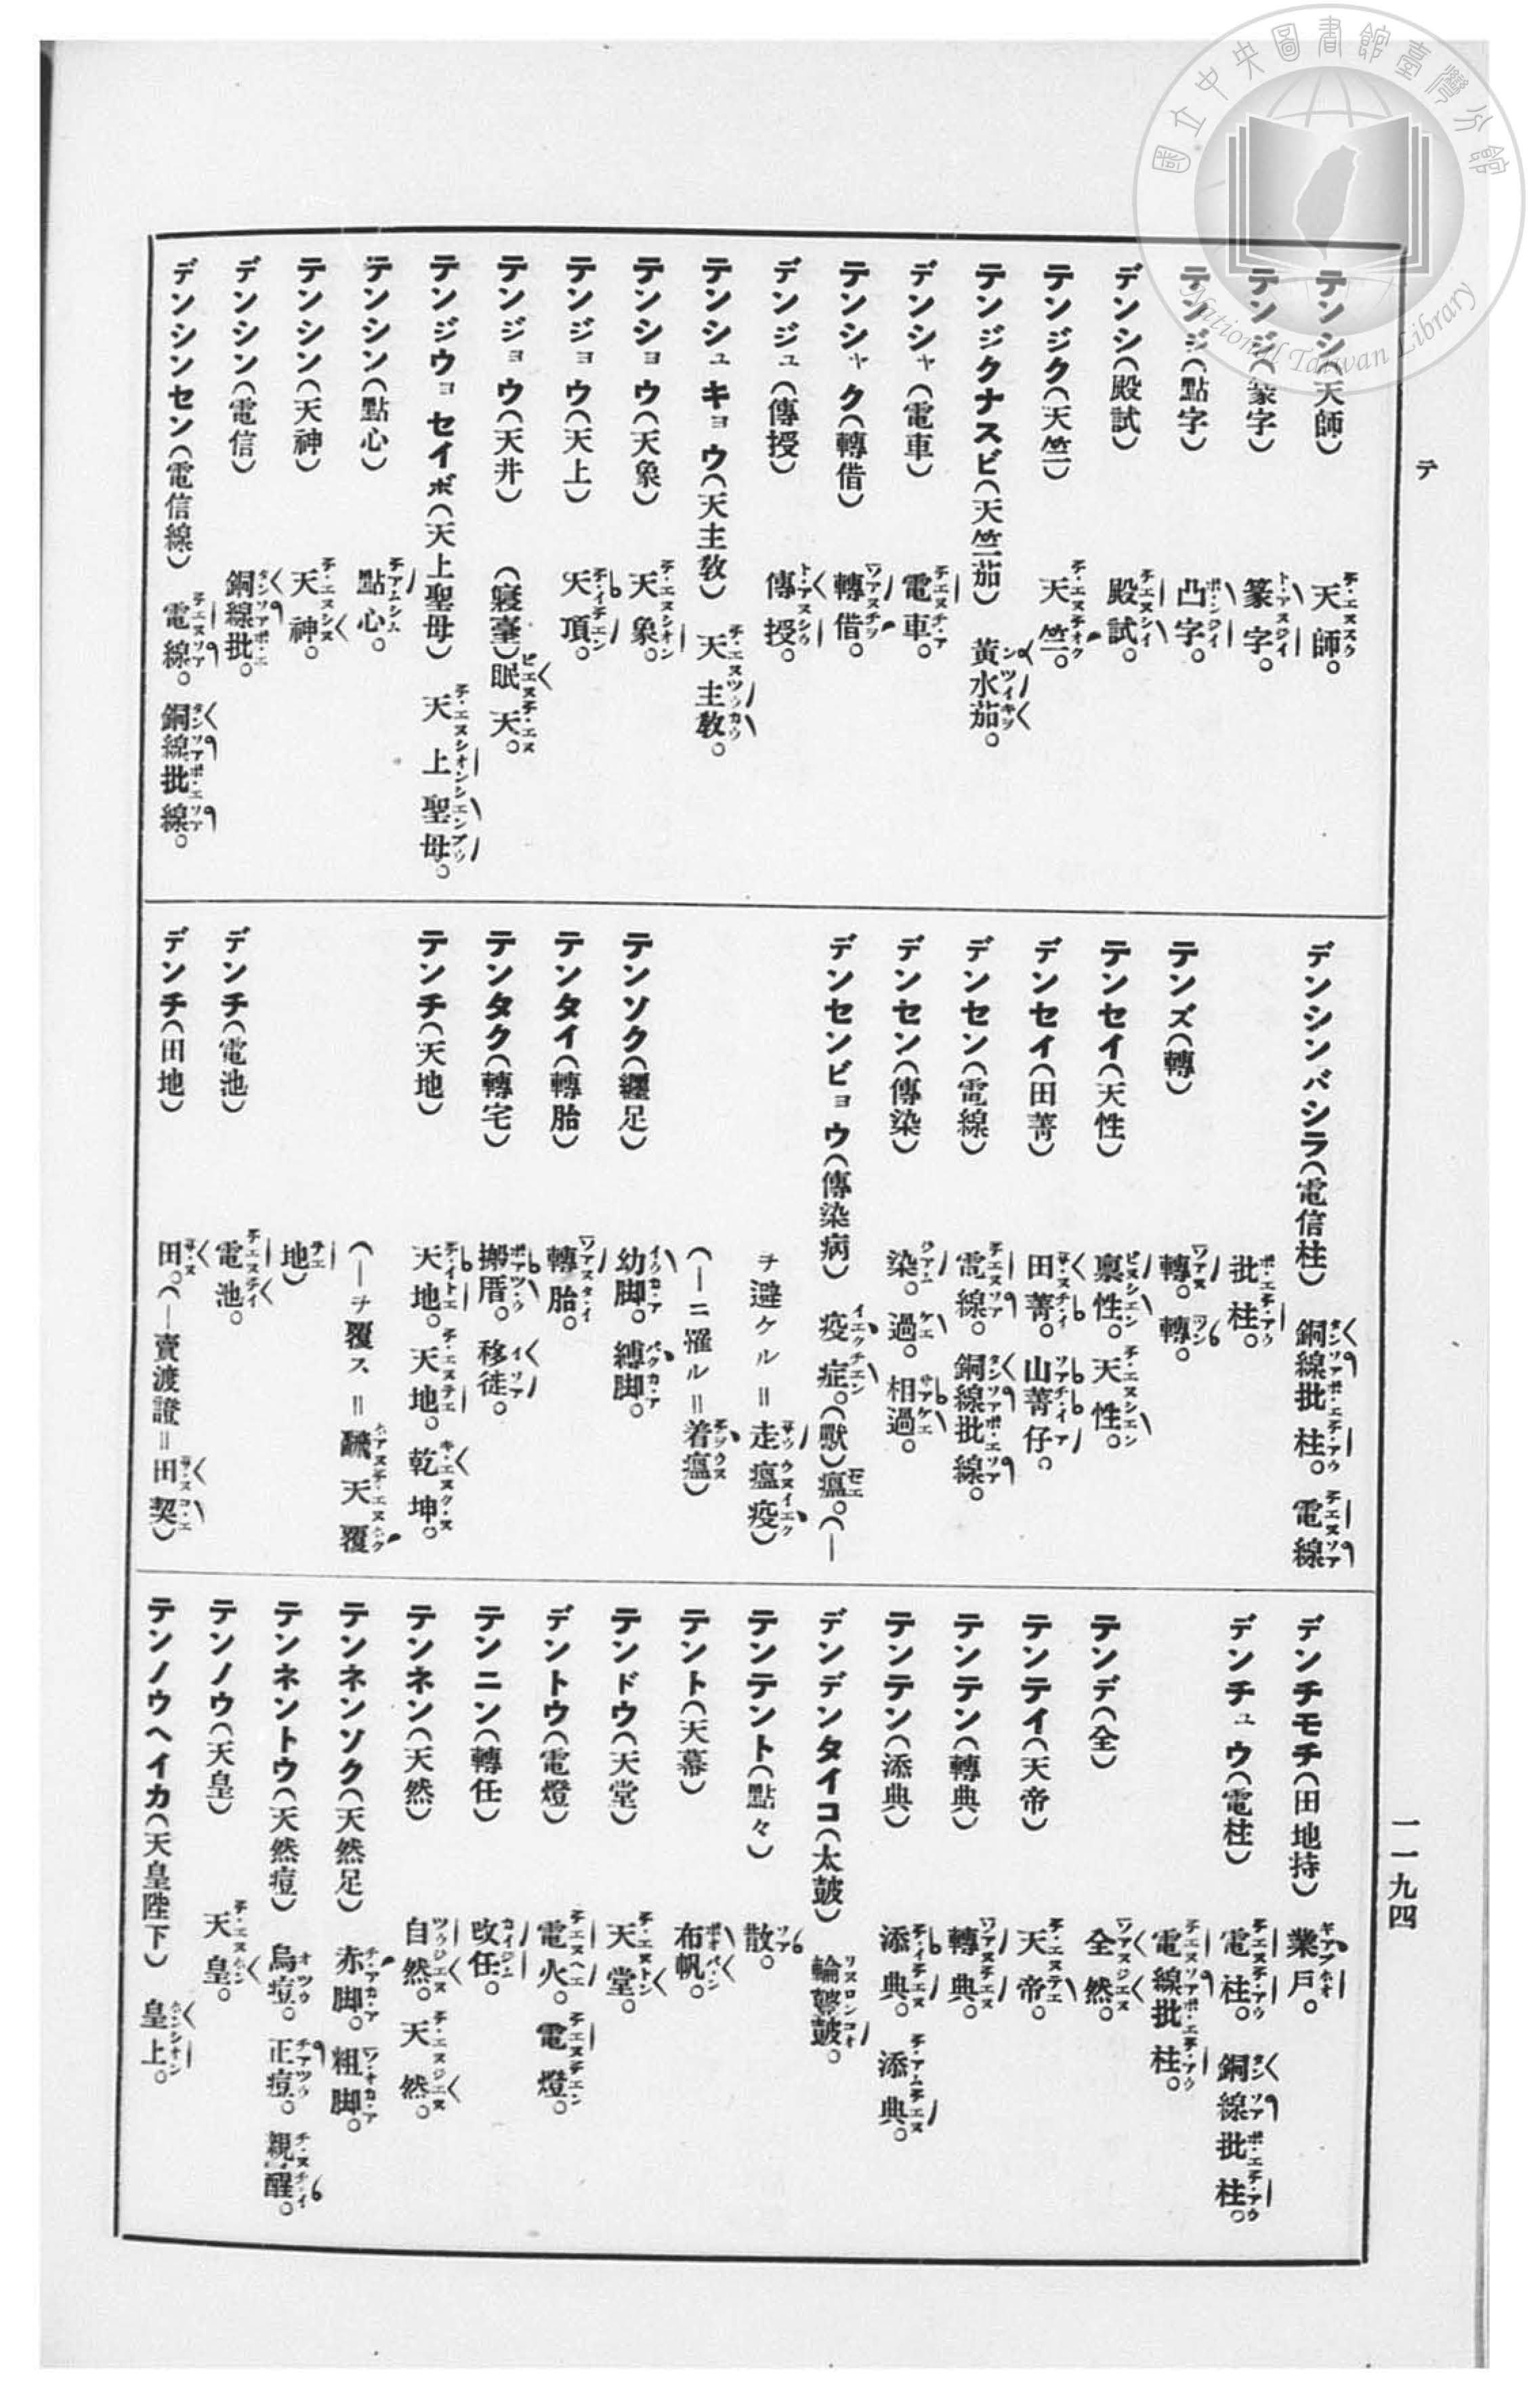 國立中央圖書館臺灣分館
National Taiwan Library
テ
一一九四
テンシ(天師) 天師。
テンジ(篆字) 篆字。
テンジ(點字) 凸字。
デンシ(殿試) 殿試。
テンジク(天竺) 天竺。
テンジクナスビ(天竺茄) 黃水茄。
デンシャ(電車) 電車。
テンシャク(轉借) 轉借。
デンジュ(傳授) 傳授。
テンシュキョウ(天主教) 天主教。
テンショウ(天象) 天象。
テンジョウ(天上) 天頂。
テンジョウ(天井) (寢臺)眠天。
テンジウョセイボ(天上聖母) 天上聖母。
テンシン(點心) 點心。
テンシン(天神) 天神。
デンシン(電信) 銅線批。
デンシンセン(電信線) 電線。銅線批線。
デンシンバシラ(電信柱) 銅線批柱。電線
批柱。
テンズ(轉) 轉。轉。
テンセイ(天性) 稟性。天性。
デンセイ(田菁) 田菁。山菁仔。
デンセン(電線) 電線。銅線批線。
デンセン(傳染) 染。過。相過。
デンセンビョウ(傳染病) 疫症。(獸)瘟。(—
ヲ避ケル=走瘟疫)
(—ニ罹ル=着瘟)
テンソク(纏足) 幼脚。縛脚。
テンタイ(轉胎) 轉胎。
テンタク(轉宅) 搬厝。移徙。
テンチ(天地) 天地。天地。乾坤。
(—ヲ覆ス=飜天覆
地)
デンチ(電池) 電池。
デンチ(田地) 田。(—賣渡證=田契)
デンチモチ(田地持) 業戶。
デンチュウ(電柱) 電柱。銅線批柱。
電線批柱。
テンデ(全) 全然。
テンテイ(天帝) 天帝。
テンテン(轉典) 轉典。
テンテン(添典) 添典。添典。
デンデンタイコ(太皷) 輪鼕皷。
テンテント(點々) 散。
テント(天幕) 布帆。
テンドウ(天堂) 天堂。
デントウ(電燈) 電火。電燈。
テンニン(轉任) 改任。
テンネン(天然) 自然。天然。
テンネンソク(天然足) 赤脚。粗脚。
テンネントウ(天然痘) 烏痘。正痘。親醒。
テンノウ(天皇) 天皇。
テンノウヘイカ(天皇陛下) 皇上。